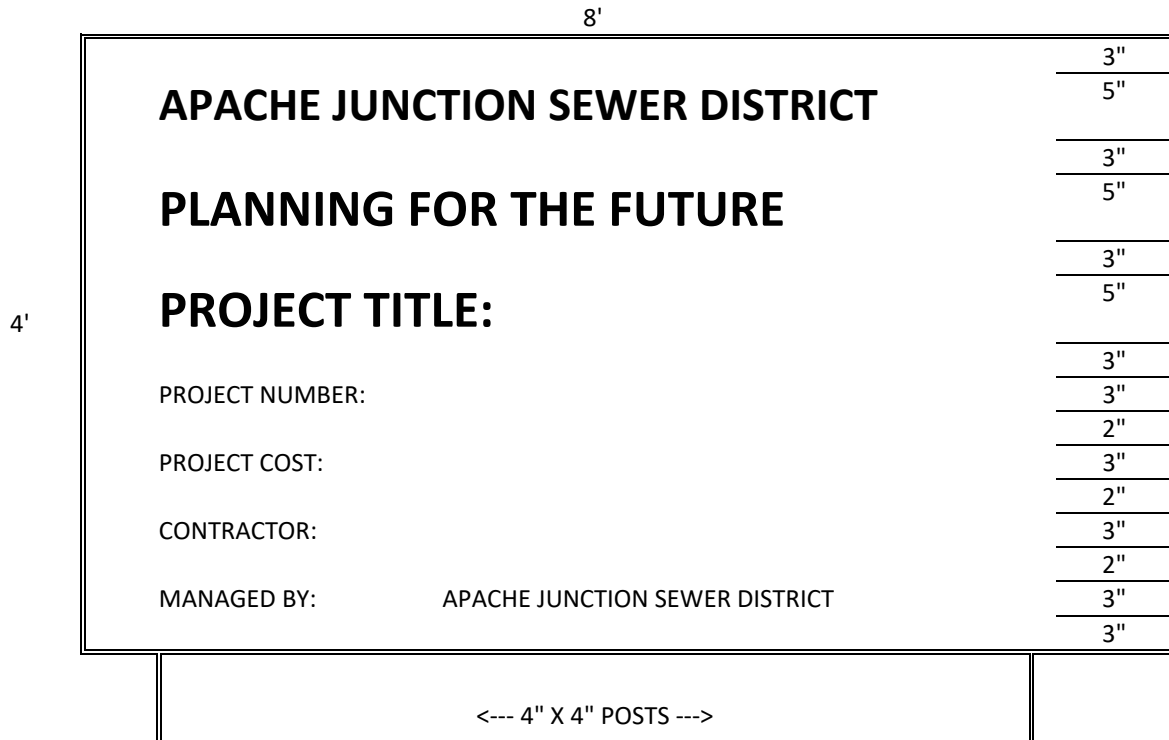 8'
3"
APACHE JUNCTION SEWER DISTRICT 5"
3"
PLANNING FOR THE FUTURE 5"
3"
PROJECT TITLE: 5"
4'
3"
PROJECT NUMBER: 3"
2"
PROJECT COST: 3"
2"
CONTRACTOR: 3"
2"
MANAGED BY: APACHE JUNCTION SEWER DISTRICT 3"
3"
<--- 4" X 4" POSTS --->